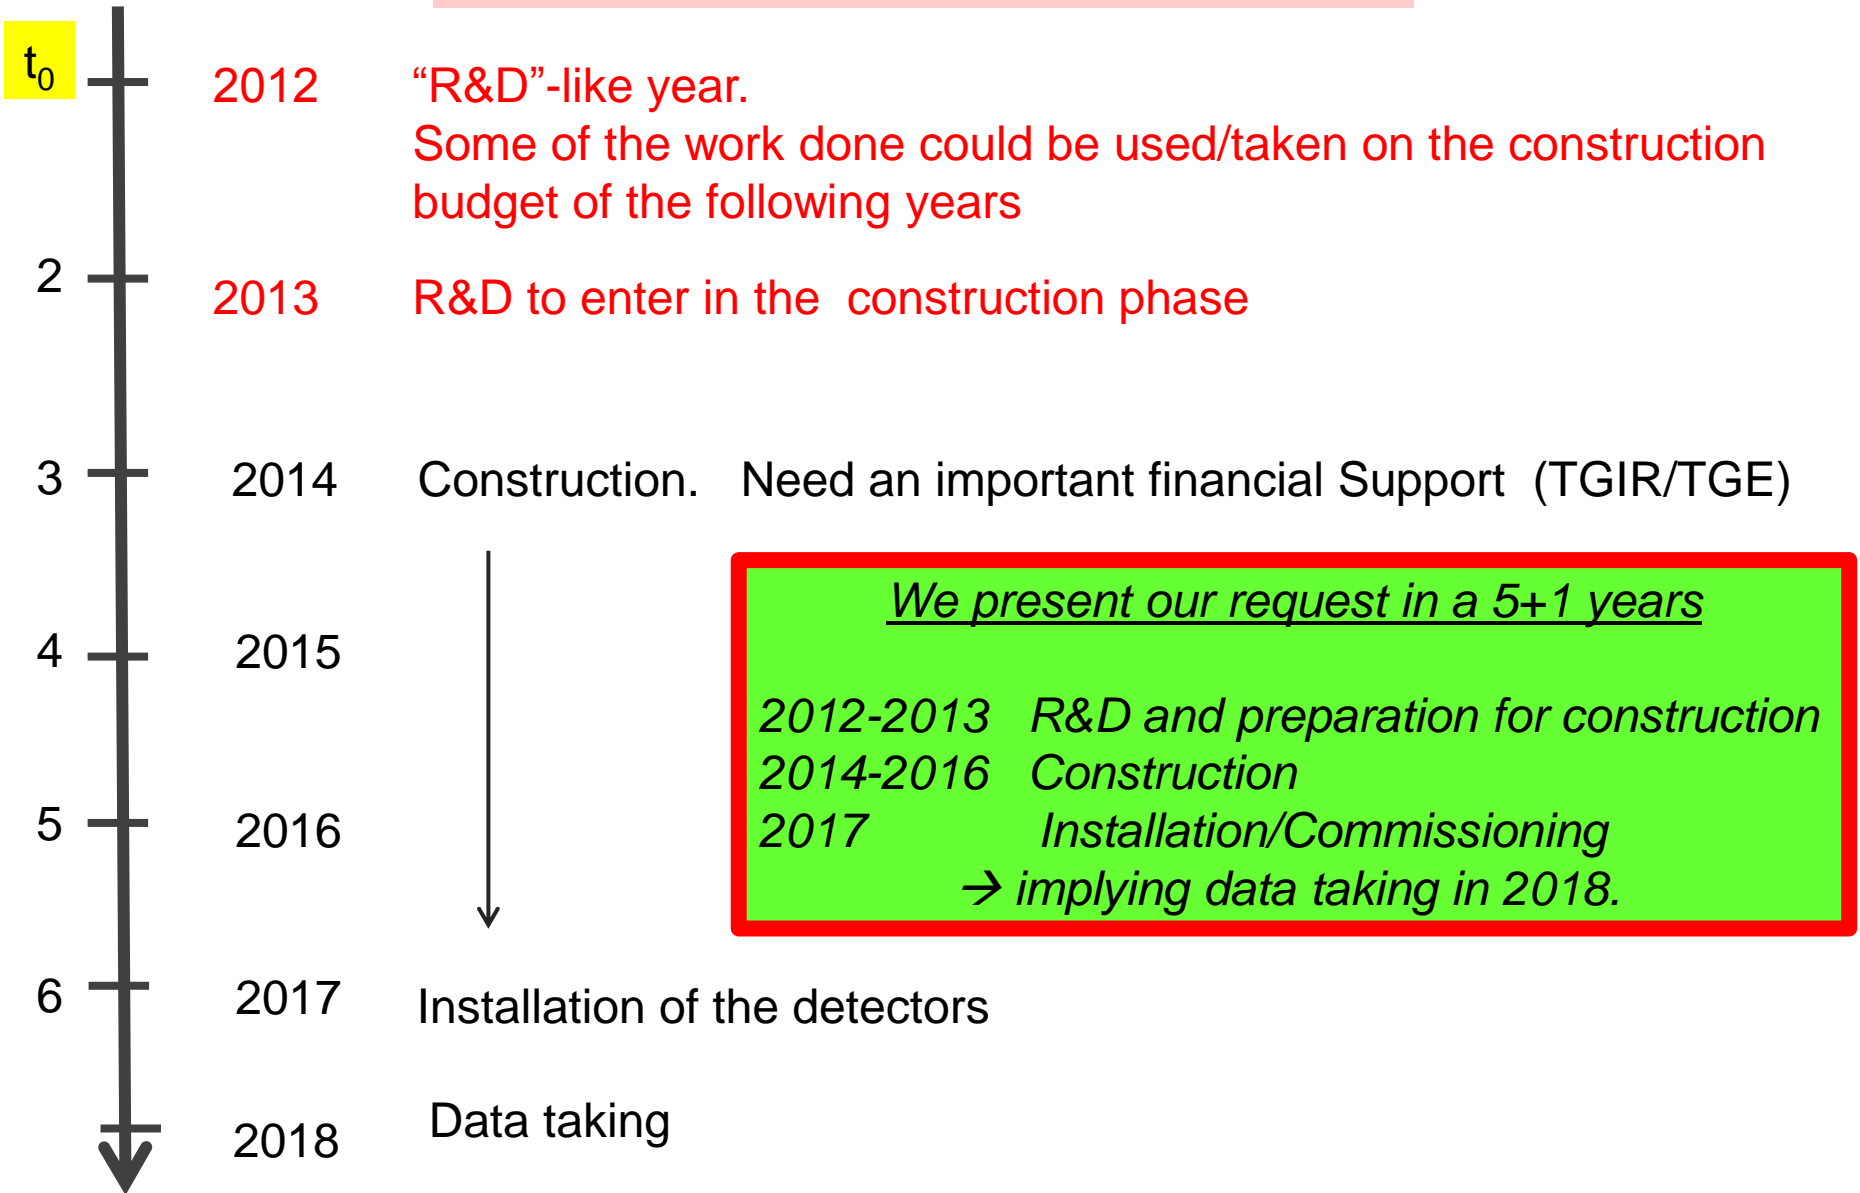 t0
2012 “R&D”-like year.
Some of the work done could be used/taken on the construction
budget of the following years
2 2013 R&D to enter in the construction phase
3 2014 Construction. Need an important financial Support (TGIR/TGE)
We present our request in a 5+1 years
2012-2013 R&D and preparation for construction
2014-2016 Construction
2017 Installation/Commissioning
→ implying data taking in 2018.
4 2015
5 2016
6 2017 Installation of the detectors
2018 Data taking